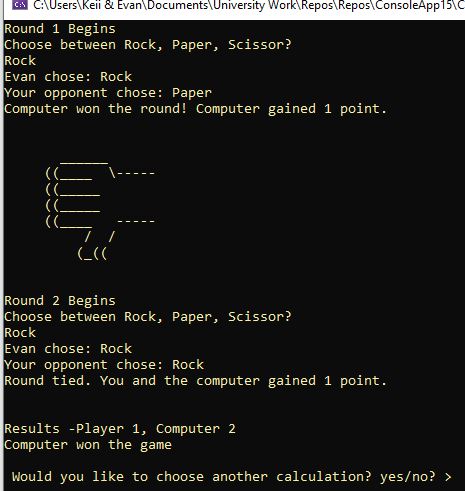 C:\Users\Keii & Evan\Documents\University Work\Repos\Repos\ConsoleApp15\C
Round 1 Begins
Choose between Rock, Paper, Scissor?
Rock
Evan chose: Rock
Your opponent chose: Paper
Computer won the round! Computer gained 1 point.
       ______
     ((____  \-----
     ((_____
     ((_____
     ((____   -----
          /  /
         (_((
Round 2 Begins
Choose between Rock, Paper, Scissor?
Rock
Evan chose: Rock
Your opponent chose: Rock
Round tied. You and the computer gained 1 point.
Results -Player 1, Computer 2
Computer won the game
Would you like to choose another calculation? yes/no? >